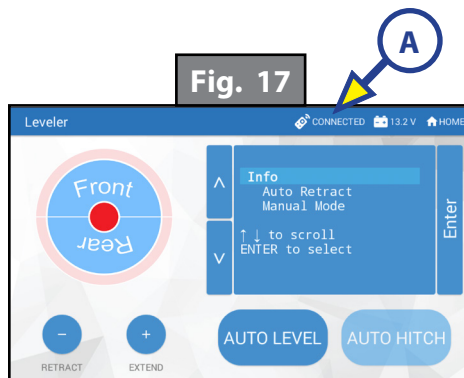 A
Fig. 17
Leveler CONNECTED 13.2 V HOME
Front
Rear
^
v
Info
Auto Retract
Manual Mode
↑ ↓ to scroll
ENTER to select
Enter
− +
RETRACT EXTEND
AUTO LEVEL AUTO HITCH